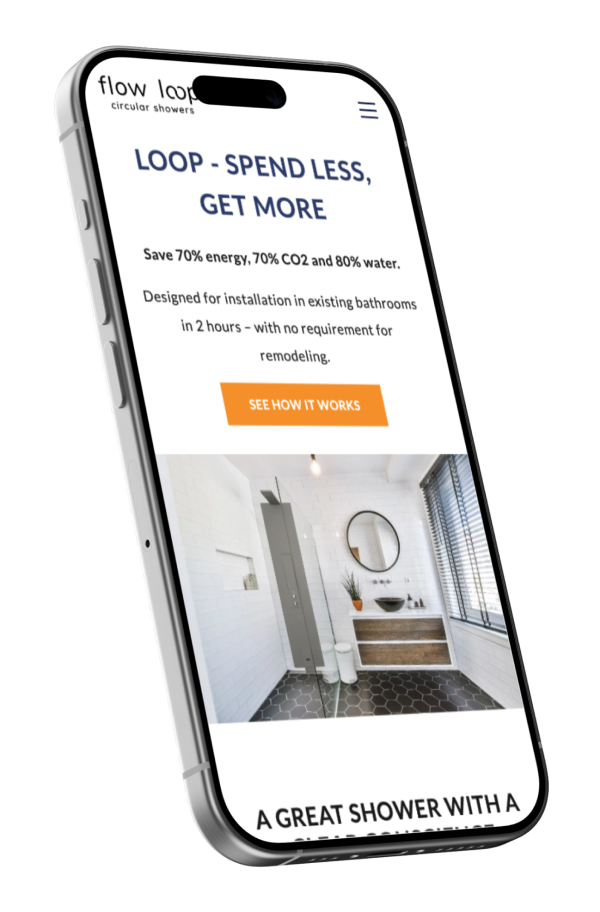 flow loop
circular showers
LOOP - SPEND LESS,
GET MORE
Save 70% energy, 70% CO2 and 80% water.
Designed for installation in existing bathrooms
in 2 hours – with no requirement for
remodeling.
SEE HOW IT WORKS
A GREAT SHOWER WITH A
CLEAR CONSCIENCE